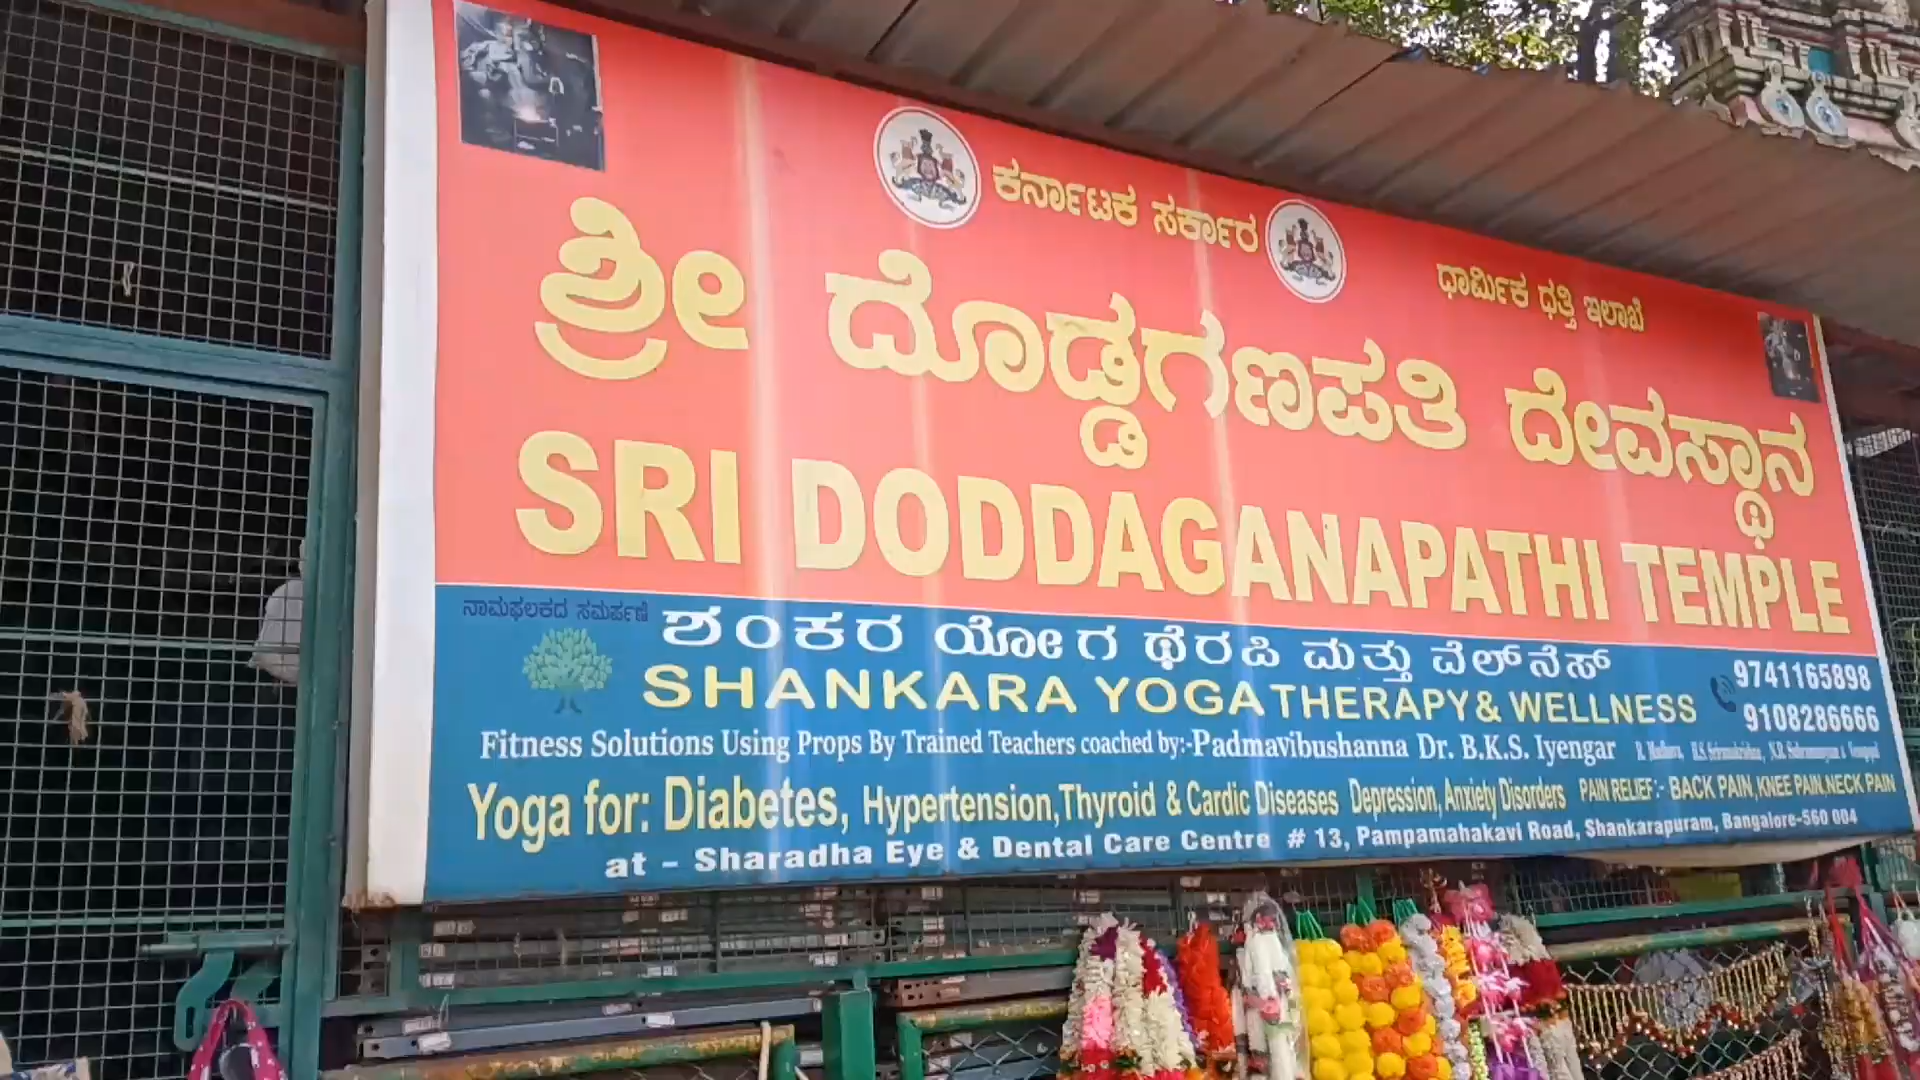 ಕರ್ನಾಟಕ ಸರ್ಕಾರ
ಧಾರ್ಮಿಕ ಧತ್ತಿ ಇಲಾಖೆ
ಶ್ರೀ ದೊಡ್ಡಗಣಪತಿ ದೇವಸ್ಥಾನ
SRI DODDAGANAPATHI TEMPLE
ನಾಮಫಲಕದ ಸಮರ್ಪಣೆ
ಶಂಕರ ಯೋಗ ಥೆರಪಿ ಮತ್ತು ವೆಲ್‌ನೆಸ್
SHANKARA YOGA THERAPY & WELLNESS
9741165898
9108286666
Fitness Solutions Using Props By Trained Teachers coached by:-Padmavibushanna Dr. B.K.S. Iyengar
Yoga for: Diabetes, Hypertension, Thyroid & Cardic Diseases Depression, Anxiety Disorders PAIN RELIEF:- BACK PAIN, KNEE PAIN, NECK PAIN
at - Sharadha Eye & Dental Care Centre # 13, Pampamahakavi Road, Shankarapuram, Bangalore-560 004